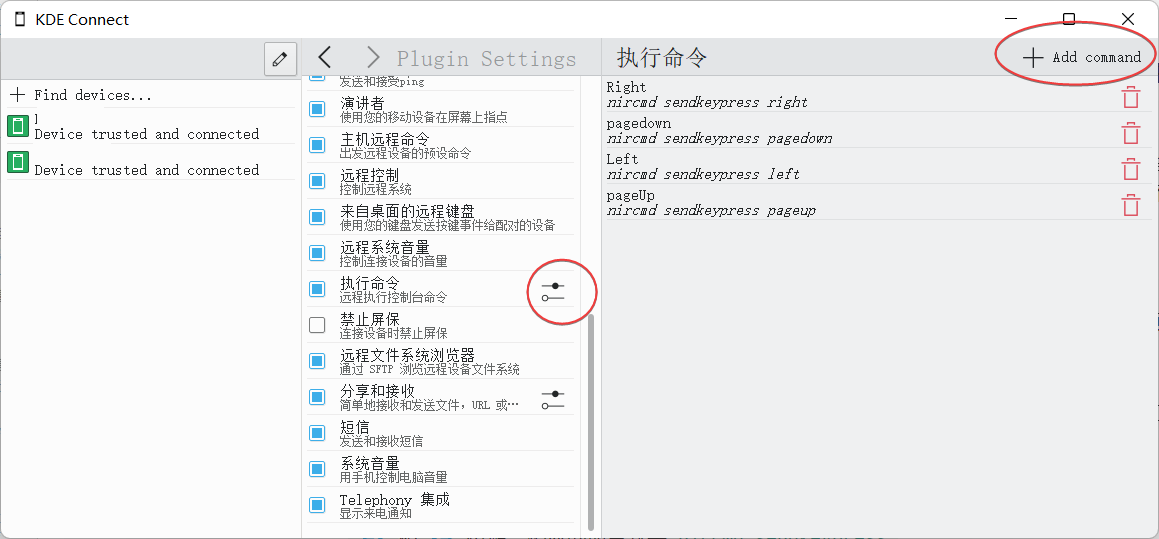 KDE Connect
Find devices...
l
Device trusted and connected
Device trusted and connected
Plugin Settings
发送和接受ping
演讲者
使用您的移动设备在屏幕上指点
主机远程命令
出发远程设备的预设命令
远程控制
控制远程系统
来自桌面的远程键盘
使用您的键盘发送按键事件给配对的设备
远程系统音量
控制连接设备的音量
执行命令
远程执行控制台命令
禁止屏保
连接设备时禁止屏保
远程文件系统浏览器
通过 SFTP 浏览远程设备文件系统
分享和接收
简单地接收和发送文件，URL 或…
短信
发送和接收短信
系统音量
用手机控制电脑音量
Telephony 集成
显示来电通知
执行命令
Add command
Right
nircmd sendkeypress right
pagedown
nircmd sendkeypress pagedown
Left
nircmd sendkeypress left
pageUp
nircmd sendkeypress pageup